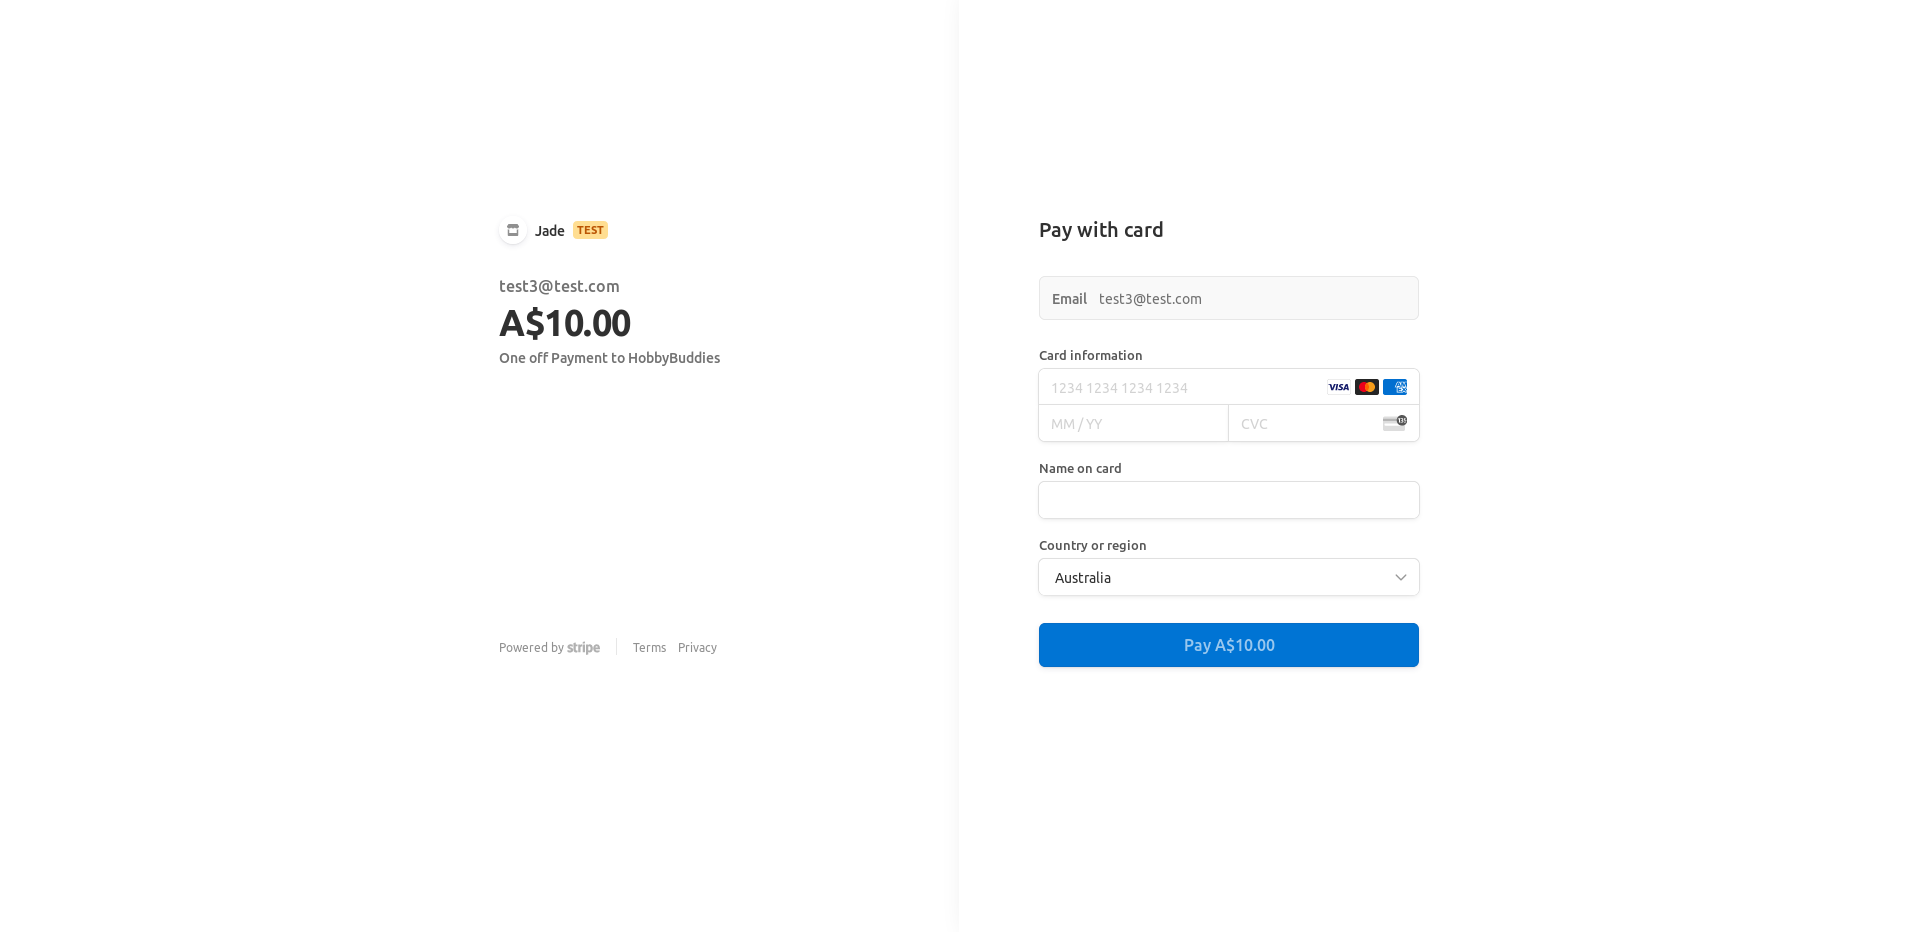 Jade TEST
test3@test.com
A$10.00
One off Payment to HobbyBuddies
Powered by stripe Terms Privacy
Pay with card
Email test3@test.com
Card information
1234 1234 1234 1234 VISA
MM / YY CVC
Name on card
Country or region
Australia
Pay A$10.00